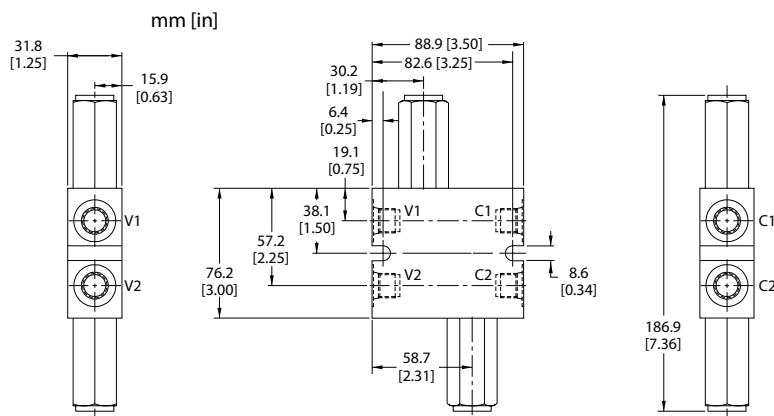 mm [in]
31.8
[1.25]
15.9
[0.63]
V1
V2
88.9 [3.50]
82.6 [3.25]
30.2
[1.19]
6.4
[0.25]
19.1
[0.75]
38.1
[1.50]
57.2
[2.25]
76.2
[3.00]
V1
C1
V2
C2
8.6
[0.34]
58.7
[2.31]
C1
C2
186.9
[7.36]